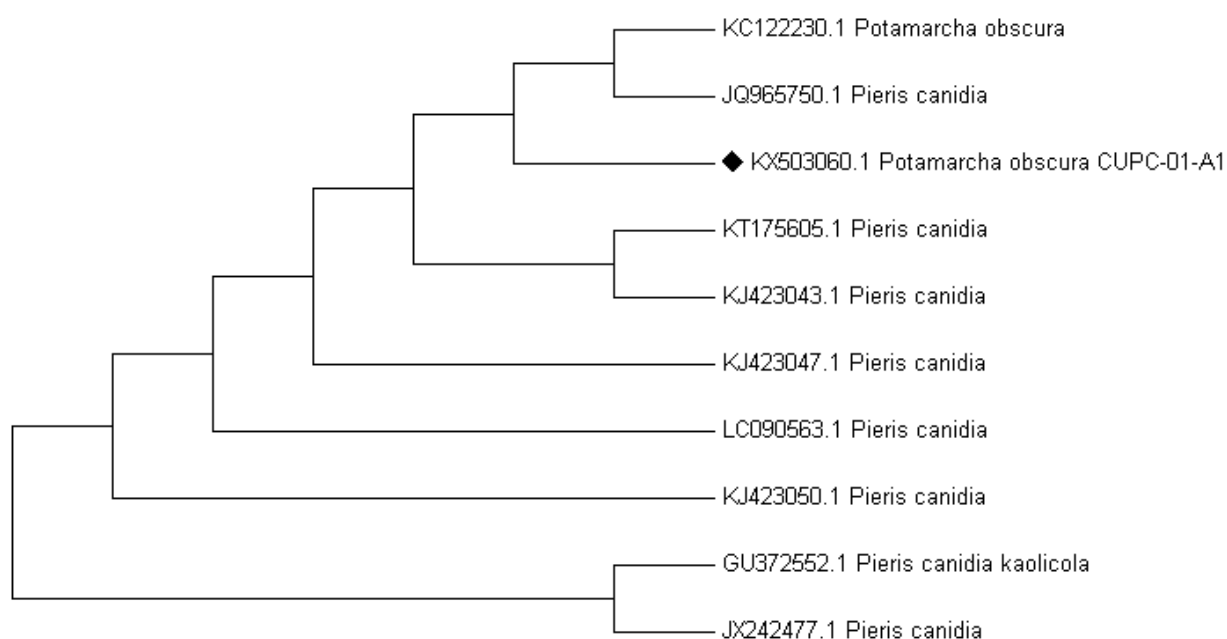 KC122230.1 Potamarcha obscura
JQ965750.1 Pieris canidia
KX503060.1 Potamarcha obscura CUPC-01-A1
KT175605.1 Pieris canidia
KJ423043.1 Pieris canidia
KJ423047.1 Pieris canidia
LC090563.1 Pieris canidia
KJ423050.1 Pieris canidia
GU372552.1 Pieris canidia kaolicola
JX242477.1 Pieris canidia